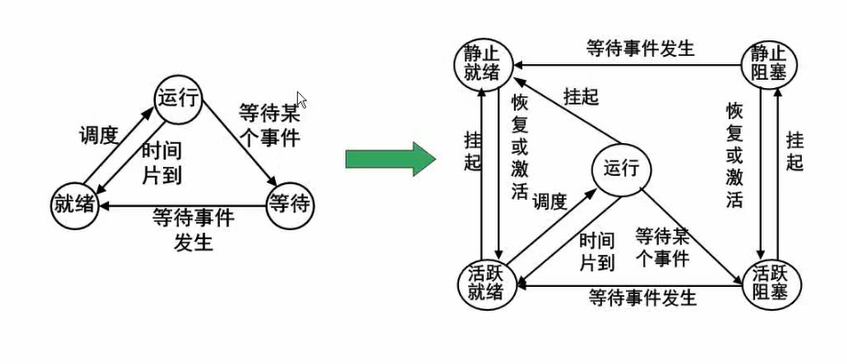 运行
调度
时间
片到
等待某
个事件
就绪
等待
等待事件
发生
静止
就绪
等待事件发生
静止
阻塞
挂起
挂
起
恢
复
或
激
活
运行
调度
时间
片到
等待某
个事件
恢
复
或
激
活
挂
起
活跃
就绪
等待事件发生
活跃
阻塞